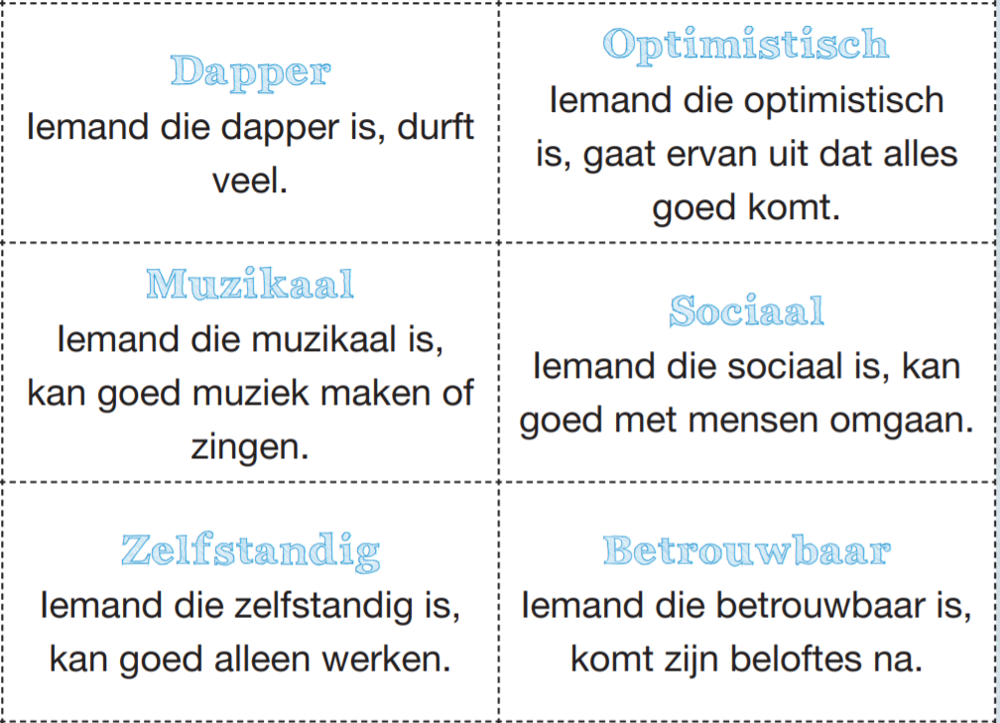 Dapper
Iemand die dapper is, durft
veel.
Optimistisch
Iemand die optimistisch
is, gaat ervan uit dat alles
goed komt.
Muzikaal
Iemand die muzikaal is,
kan goed muziek maken of
zingen.
Sociaal
Iemand die sociaal is, kan
goed met mensen omgaan.
Zelfstandig
Iemand die zelfstandig is,
kan goed alleen werken.
Betrouwbaar
Iemand die betrouwbaar is,
komt zijn beloftes na.